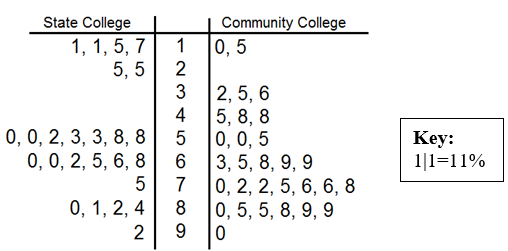 State College Community College
1, 1, 5, 7 1 0, 5
5, 5 2
3 2, 5, 6
4 5, 8, 8
0, 0, 2, 3, 3, 8, 8 5 0, 0, 5
0, 0, 2, 5, 6, 8 6 3, 5, 8, 9, 9
5 7 0, 2, 2, 5, 6, 6, 8
0, 1, 2, 4 8 0, 5, 5, 8, 9, 9
2 9 0
Key:
1|1=11%